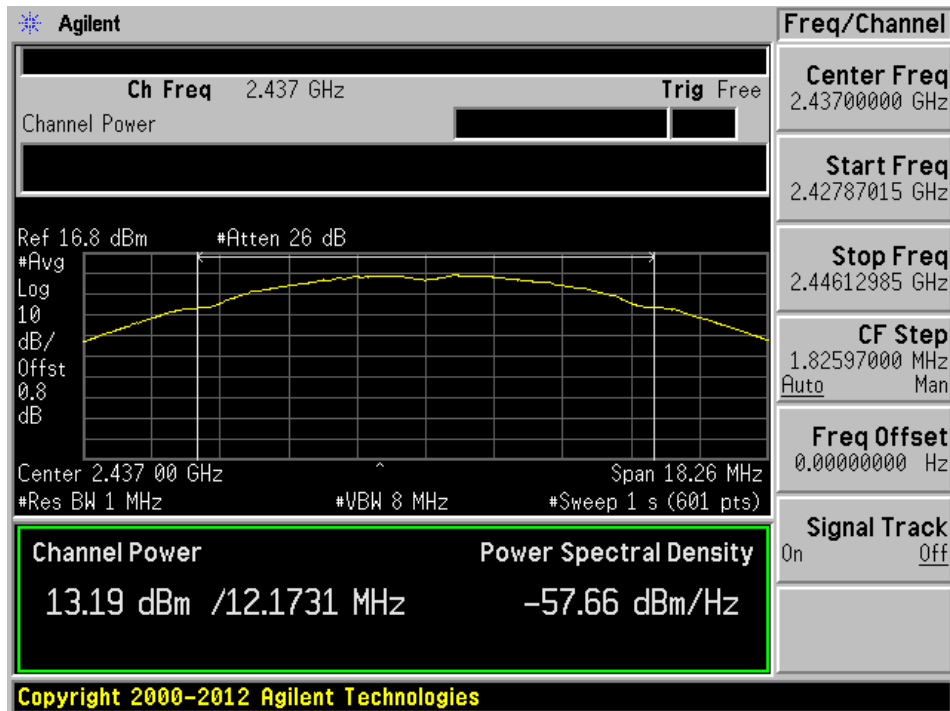 Agilent
Freq/Channel
Ch Freq 2.437 GHz Trig Free
Channel Power
Center Freq
2.43700000 GHz
Start Freq
2.42787015 GHz
Stop Freq
2.44612985 GHz
CF Step
1.82597000 MHz
Auto Man
Freq Offset
0.00000000 Hz
Signal Track
On Off
Ref 16.8 dBm #Atten 26 dB
#Avg
Log
10
dB/
Offst
0.8
dB
Center 2.437 00 GHz Span 18.26 MHz
#Res BW 1 MHz #VBW 8 MHz #Sweep 1 s (601 pts)
Channel Power Power Spectral Density
13.19 dBm /12.1731 MHz -57.66 dBm/Hz
Copyright 2000-2012 Agilent Technologies